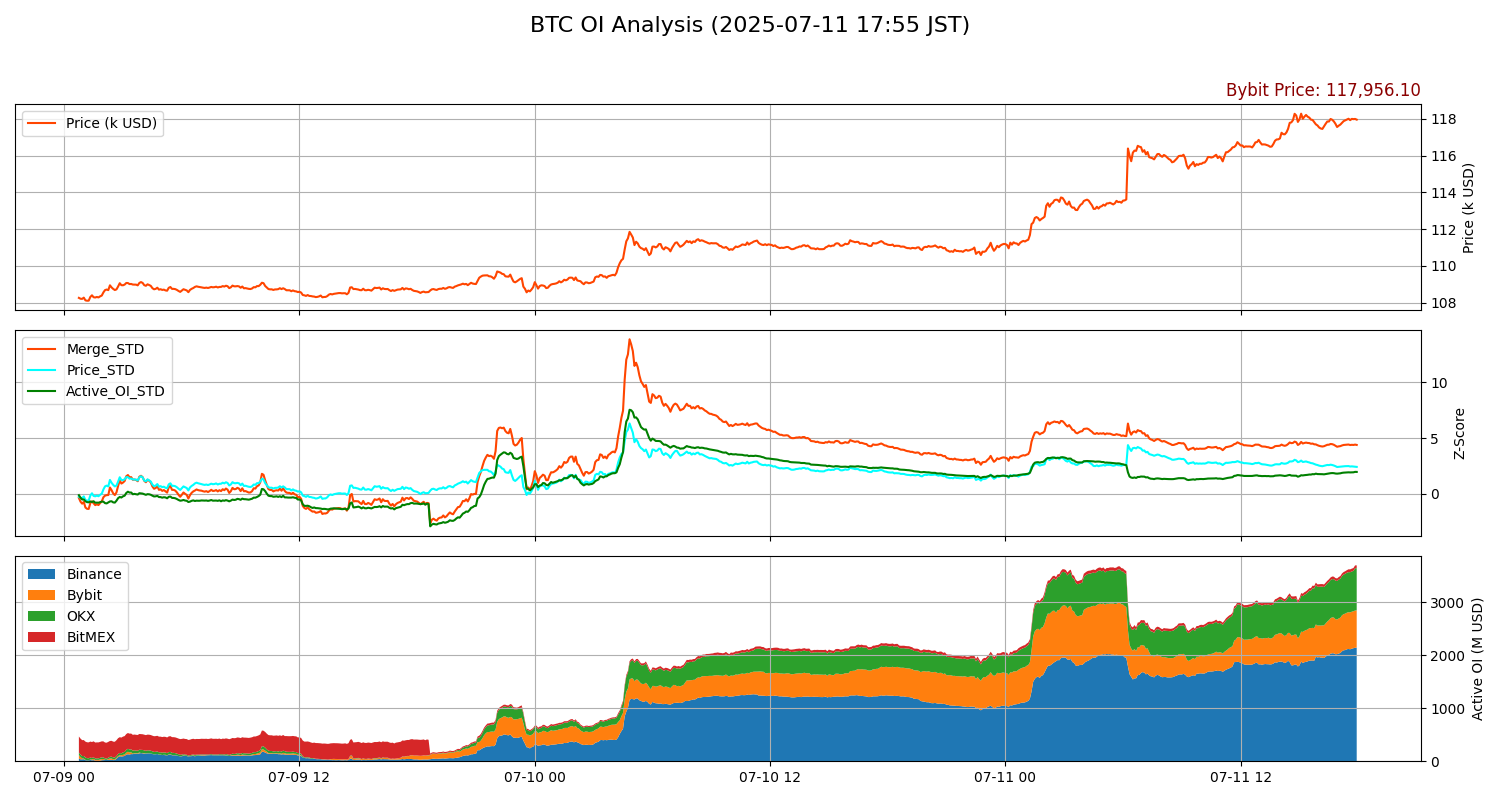 BTC OI Analysis (2025-07-11 17:55 JST)
Bybit Price: 117,956.10
Price (k USD)
118
116
114
112
110
108
Price (k USD)
Merge_STD
Price_STD
Active_OI_STD
10
5
0
Z-Score
Binance
Bybit
OKX
BitMEX
3000
2000
1000
0
Active OI (M USD)
07-09 00
07-09 12
07-10 00
07-10 12
07-11 00
07-11 12